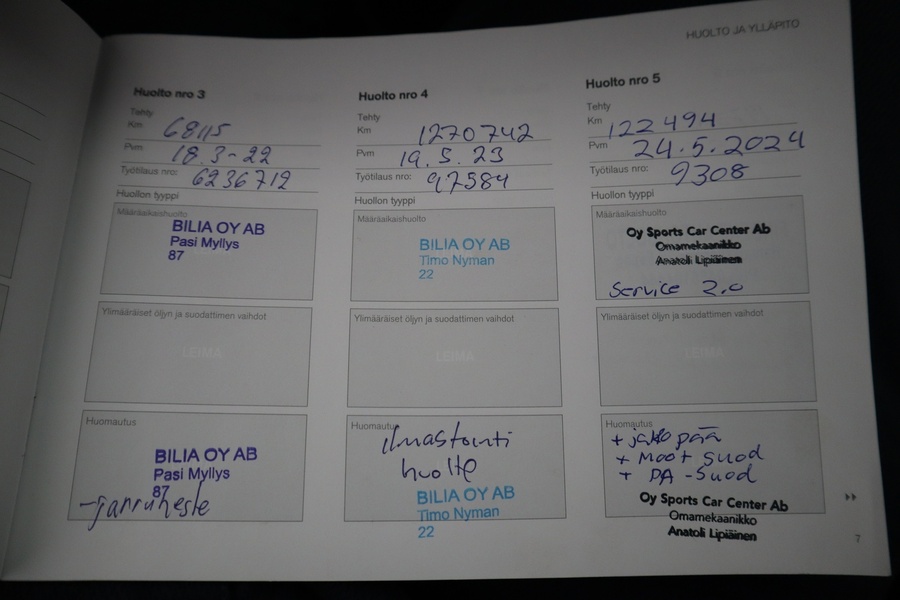 HUOLTO JA YLLÄPITO
Huolto nro 3
Tehty
Km 68115
Pvm 18.3-22
Työtilaus nro: 6236712
Huollon tyyppi
Määräaikaishuolto
BILIA OY AB
Pasi Myllys
87
Ylimääräiset öljyn ja suodattimen vaihdot
LEIMA
Huomautus
BILIA OY AB
Pasi Myllys
87
-jarruneste
Huolto nro 4
Tehty
Km 1270742
Pvm 19.5.23
Työtilaus nro: 97584
Huollon tyyppi
Määräaikaishuolto
BILIA OY AB
Timo Nyman
22
Ylimääräiset öljyn ja suodattimen vaihdot
LEIMA
Huomautus
ilmastointi
huolto
BILIA OY AB
Timo Nyman
22
Huolto nro 5
Tehty
Km 122494
Pvm 24.5.2024
Työtilaus nro: 9308
Huollon tyyppi
Määräaikaishuolto
Oy Sports Car Center Ab
Omamekaanikko
Anatoli Lipiäinen
Service 2.0
Ylimääräiset öljyn ja suodattimen vaihdot
LEIMA
Huomautus
+ jakopää
+ Moot suod
+ PA-Suod
Oy Sports Car Center Ab
Omamekaanikko
Anatoli Lipiäinen
7